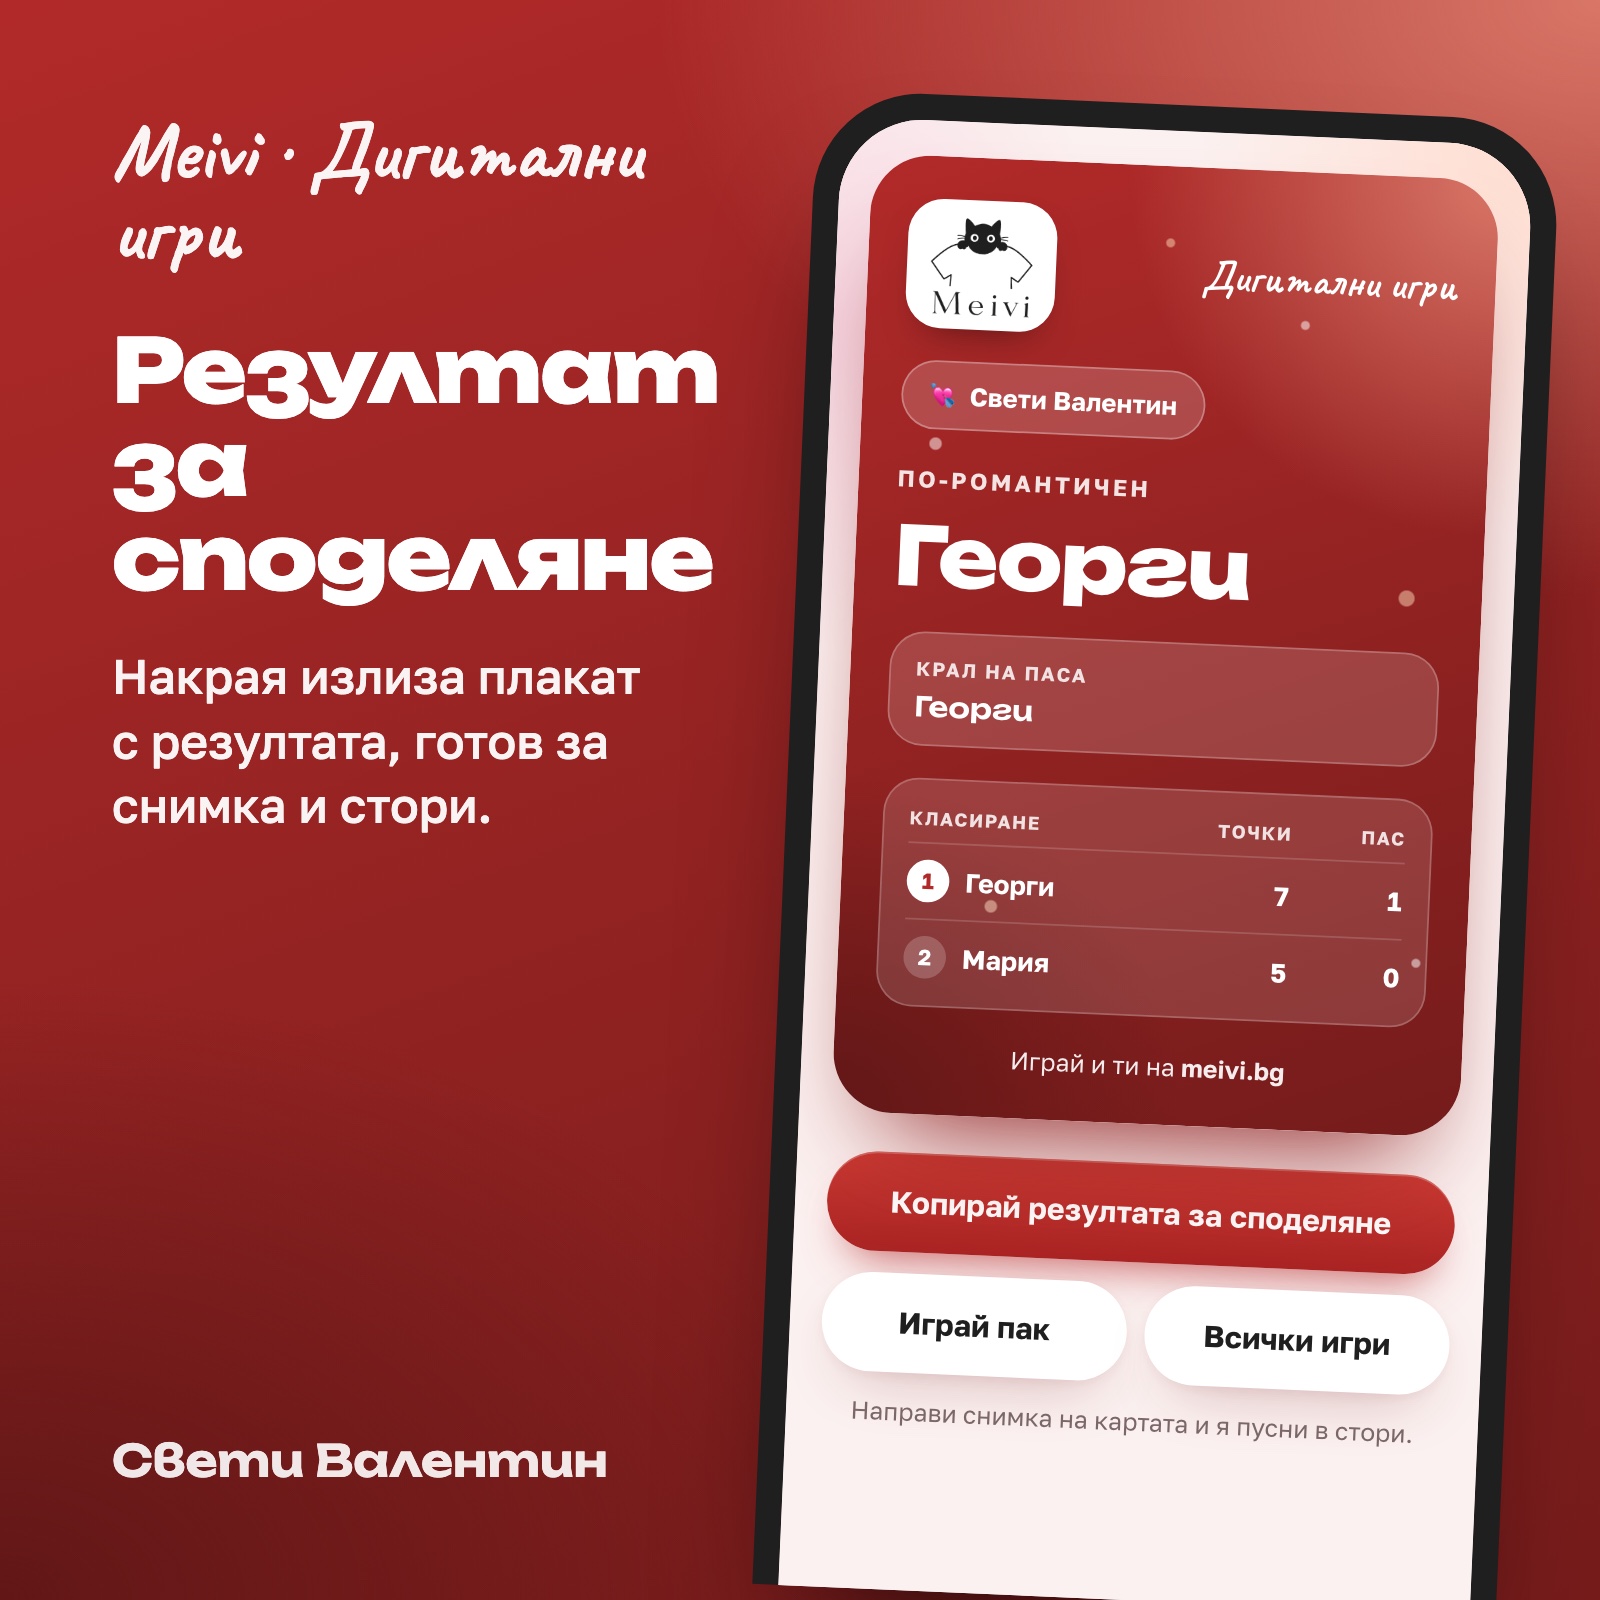 Meivi · Дигитални
игри
Резултат
за
споделяне
Накрая излиза плакат
с резултата, готов за
снимка и стори.
Свети Валентин
Meivi
Дигитални игри
💘 Свети Валентин
ПО-РОМАНТИЧЕН
Георги
КРАЛ НА ПАСА
Георги
КЛАСИРАНЕ ТОЧКИ ПАС
1 Георги 7 1
2 Мария 5 0
Играй и ти на meivi.bg
Копирай резултата за споделяне
Играй пак Всички игри
Направи снимка на картата и я пусни в стори.